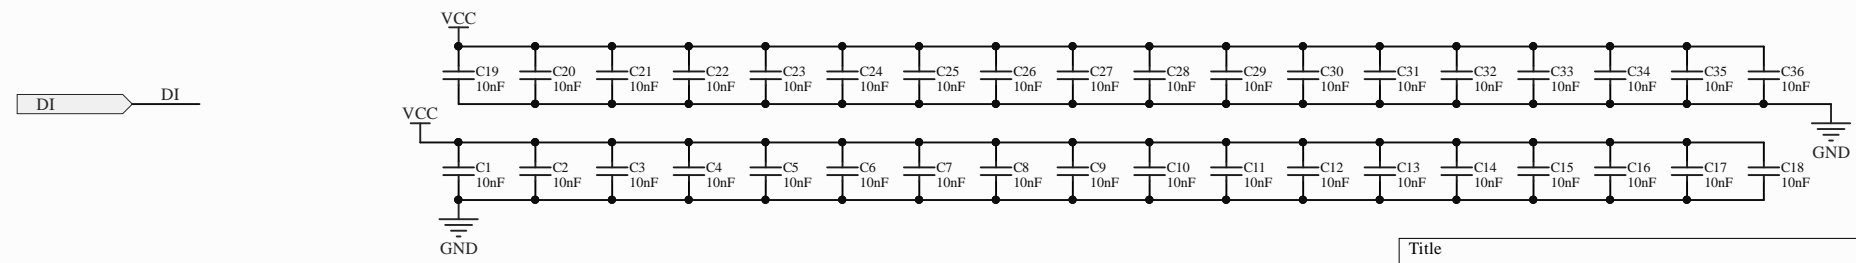 VCC
C19 C20 C21 C22 C23 C24 C25 C26 C27 C28 C29 C30 C31 C32 C33 C34 C35 C36
10nF 10nF 10nF 10nF 10nF 10nF 10nF 10nF 10nF 10nF 10nF 10nF 10nF 10nF 10nF 10nF 10nF 10nF
DI DI
VCC
GND
C1 C2 C3 C4 C5 C6 C7 C8 C9 C10 C11 C12 C13 C14 C15 C16 C17 C18
10nF 10nF 10nF 10nF 10nF 10nF 10nF 10nF 10nF 10nF 10nF 10nF 10nF 10nF 10nF 10nF 10nF 10nF
GND
Title